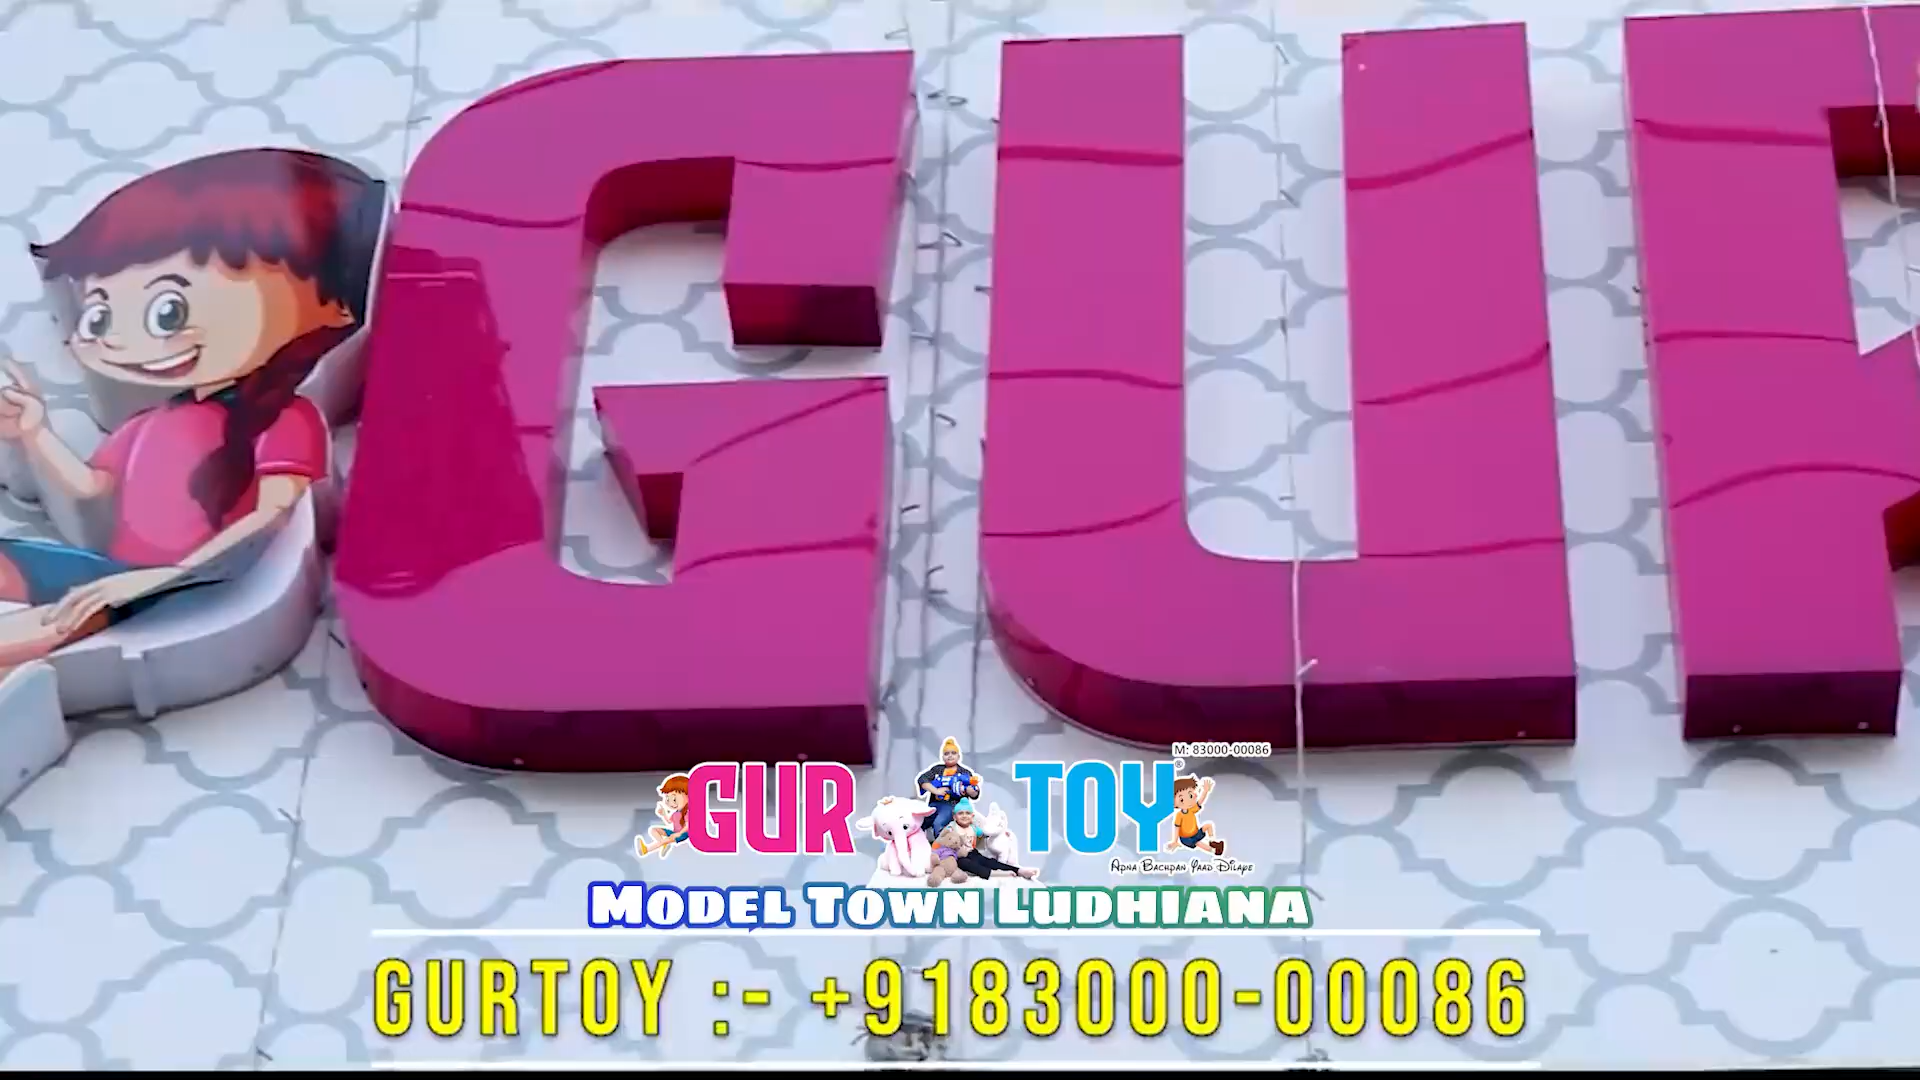 GUR
M: 83000-00086
GUR TOY®
Apna Bachpan Yaad Dilaye
Model Town Ludhiana
GURTOY :- +9183000-00086